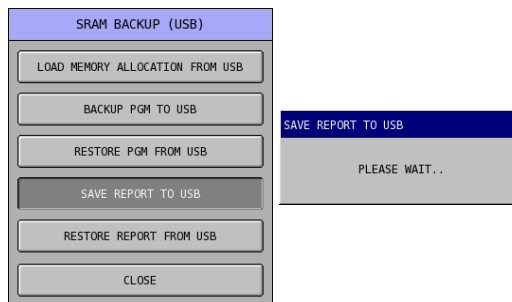 SRAM BACKUP (USB)
LOAD MEMORY ALLOCATION FROM USB
BACKUP PGM TO USB
RESTORE PGM FROM USB
SAVE REPORT TO USB
RESTORE REPORT FROM USB
CLOSE
SAVE REPORT TO USB
PLEASE WAIT..